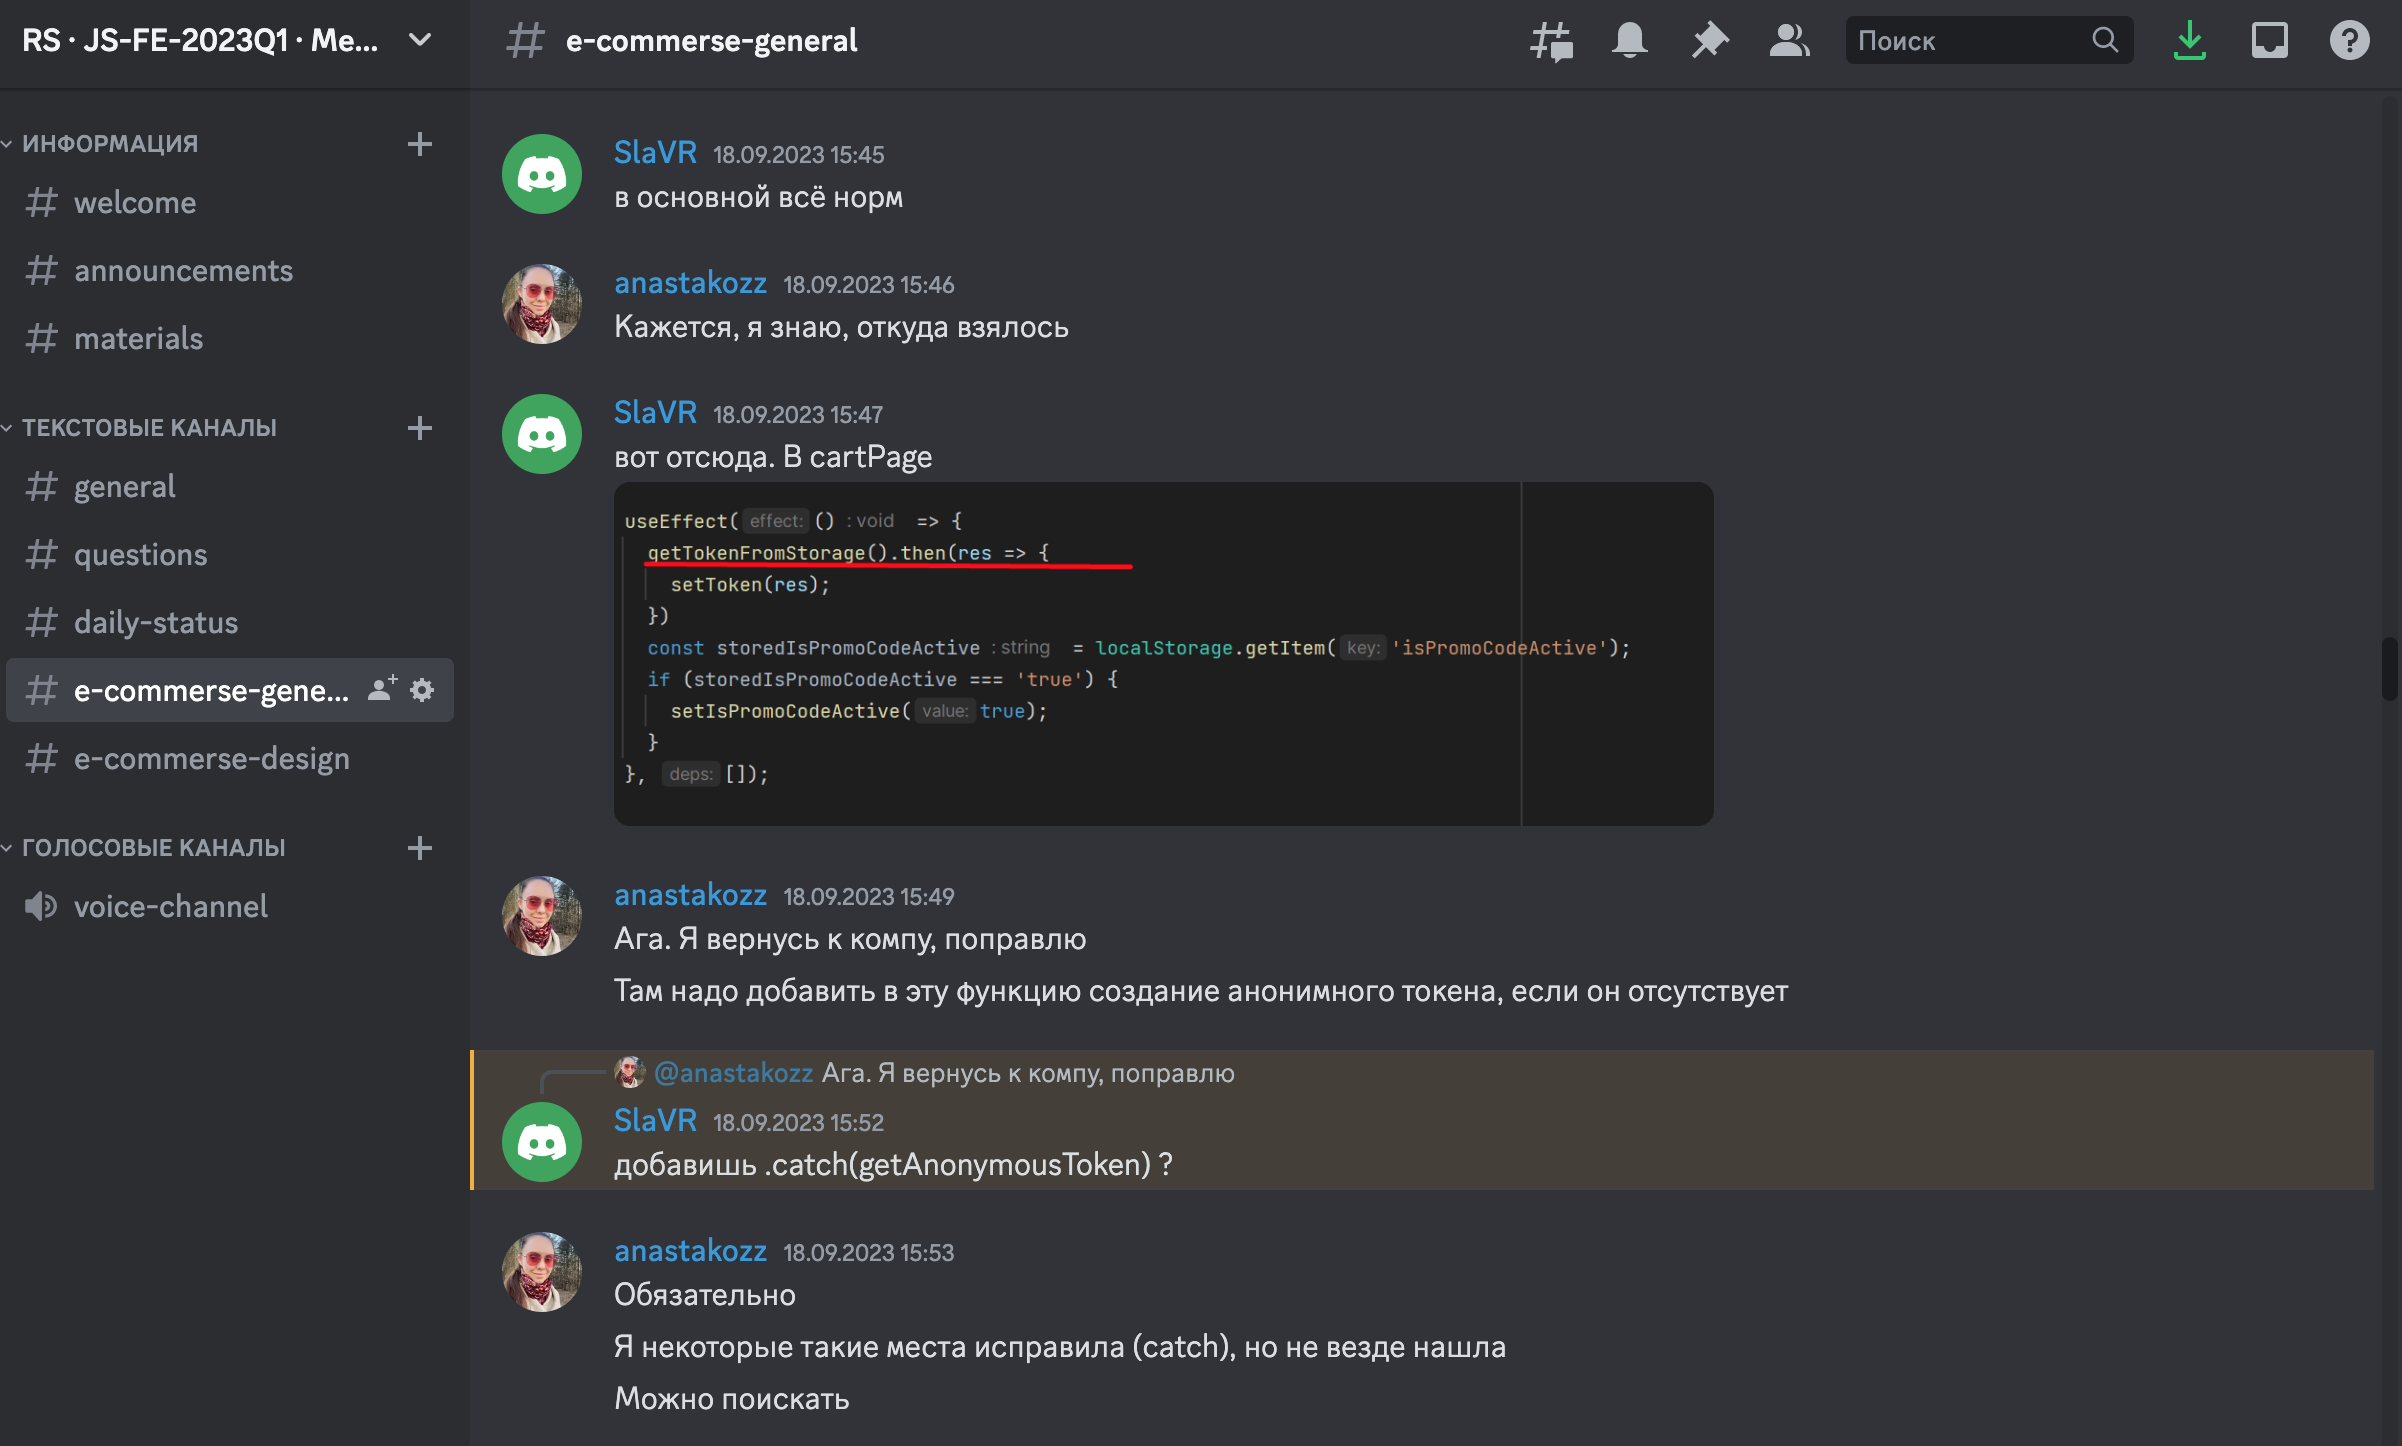 RS · JS-FE-2023Q1 · Me...
ИНФОРМАЦИЯ
welcome
announcements
materials
ТЕКСТОВЫЕ КАНАЛЫ
general
questions
daily-status
e-commerse-gene...
e-commerse-design
ГОЛОСОВЫЕ КАНАЛЫ
voice-channel
# e-commerse-general
Поиск
SlaVR 18.09.2023 15:45
в основной всё норм
anastakozz 18.09.2023 15:46
Кажется, я знаю, откуда взялось
SlaVR 18.09.2023 15:47
вот отсюда. В cartPage
useEffect( effect: () : void => {
getTokenFromStorage().then(res => {
setToken(res);
})
const storedIsPromoCodeActive : string = localStorage.getItem( key: 'isPromoCodeActive');
if (storedIsPromoCodeActive === 'true') {
setIsPromoCodeActive( value: true);
}
}, deps: []);
anastakozz 18.09.2023 15:49
Ага. Я вернусь к компу, поправлю
Там надо добавить в эту функцию создание анонимного токена, если он отсутствует
@anastakozz Ага. Я вернусь к компу, поправлю
SlaVR 18.09.2023 15:52
добавишь .catch(getAnonymousToken) ?
anastakozz 18.09.2023 15:53
Обязательно
Я некоторые такие места исправила (catch), но не везде нашла
Можно поискать